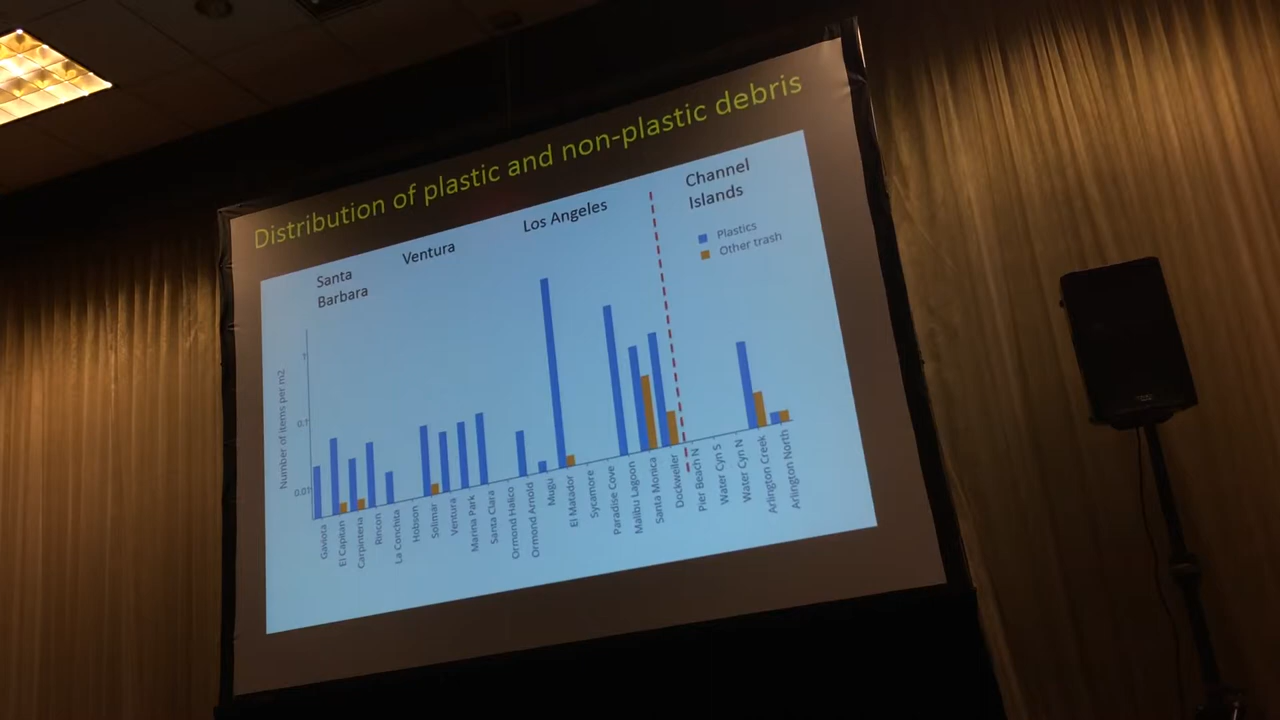 Distribution of plastic and non-plastic debris
Santa
Barbara
Ventura
Los Angeles
Channel
Islands
Plastics
Other trash
Number of items per m2
1
0.1
0.01
Gaviota
El Capitan
Carpinteria
Rincon
La Conchita
Hobson
Solimar
Ventura
Marina Park
Santa Clara
Ormond Halico
Ormond Arnold
Mugu
El Matador
Sycamore
Paradise Cove
Malibu Lagoon
Santa Monica
Dockweiler
Pier Beach N
Water Cyn S
Water Cyn N
Arlington Creek
Arlington North